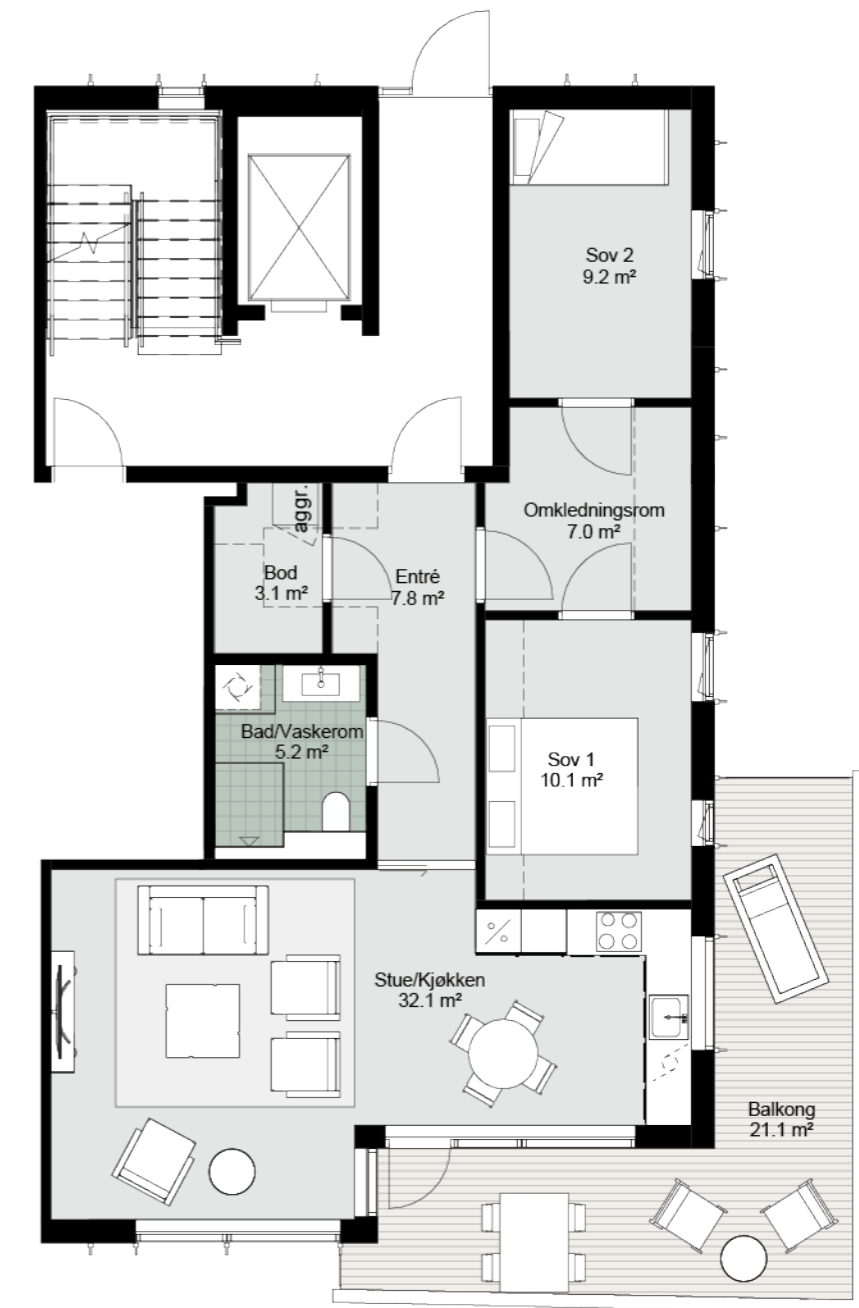 Sov 2
9.2 m²
Omkledningsrom
7.0 m²
aggr.
Bod
3.1 m²
Entré
7.8 m²
Bad/Vaskerom
5.2 m²
Sov 1
10.1 m²
Stue/Kjøkken
32.1 m²
Balkong
21.1 m²